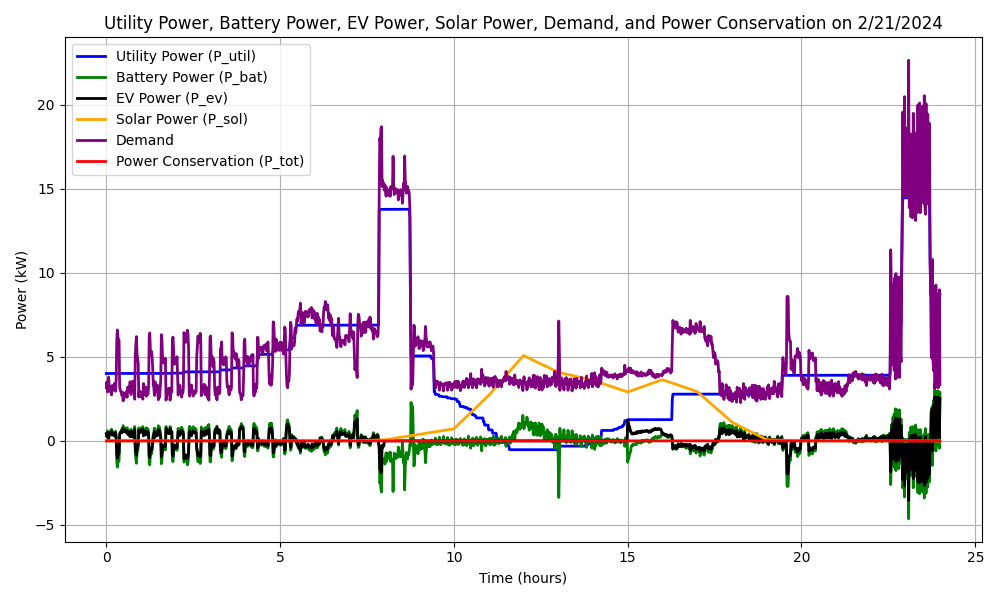 Utility Power, Battery Power, EV Power, Solar Power, Demand, and Power Conservation on 2/21/2024
Utility Power (P_util)
Battery Power (P_bat)
EV Power (P_ev)
Solar Power (P_sol)
Demand
Power Conservation (P_tot)
Power (kW)
20
15
10
5
0
−5
0 5 10 15 20 25
Time (hours)